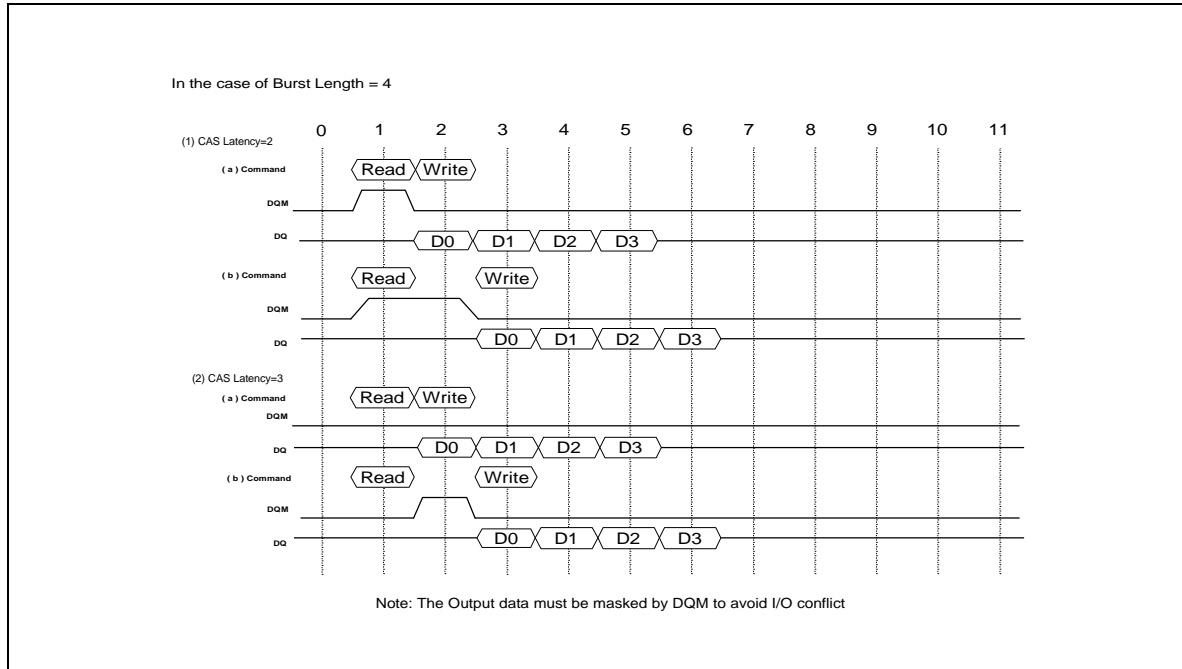 In the case of Burst Length = 4
0 1 2 3 4 5 6 7 8 9 10 11
(1) CAS Latency=2
( a ) Command Read Write
DQM
DQ D0 D1 D2 D3
( b ) Command Read Write
DQM
DQ D0 D1 D2 D3
(2) CAS Latency=3
( a ) Command Read Write
DQM
DQ D0 D1 D2 D3
( b ) Command Read Write
DQM
DQ D0 D1 D2 D3
Note: The Output data must be masked by DQM to avoid I/O conflict